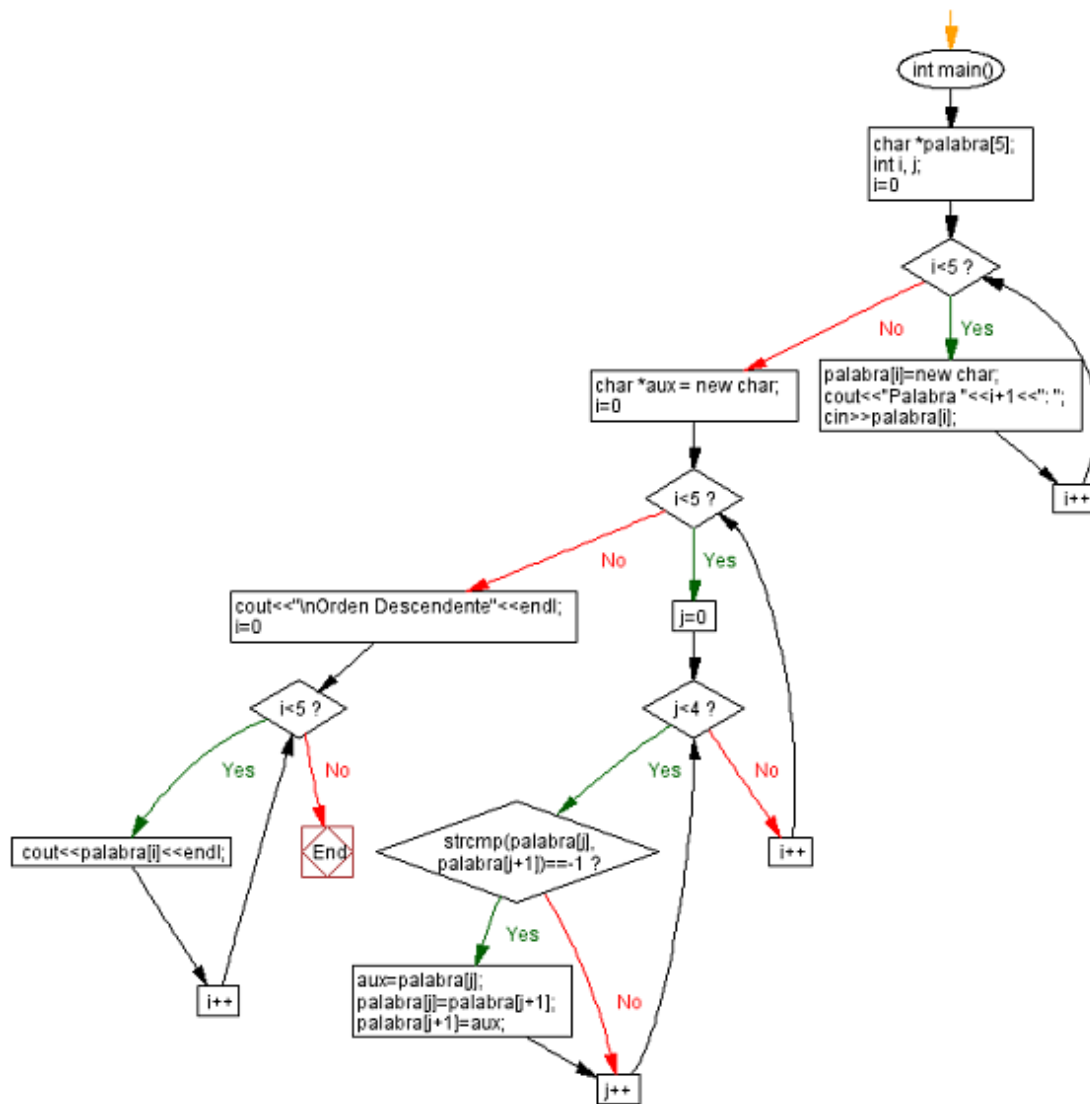 int main()
char *palabra[5];
int i, j;
i=0
i<5 ?
No
Yes
palabra[i]=new char;
cout<<"Palabra "<<i+1<<": ";
cin>>palabra[i];
i++
char *aux = new char;
i=0
i<5 ?
No
Yes
cout<<"\nOrden Descendente"<<endl;
i=0
j=0
i<5 ?
j<4 ?
Yes
No
Yes
No
cout<<palabra[i]<<endl;
End
strcmp(palabra[j],
palabra[j+1])==-1 ?
i++
Yes
No
i++
aux=palabra[j];
palabra[j]=palabra[j+1];
palabra[j+1]=aux;
j++